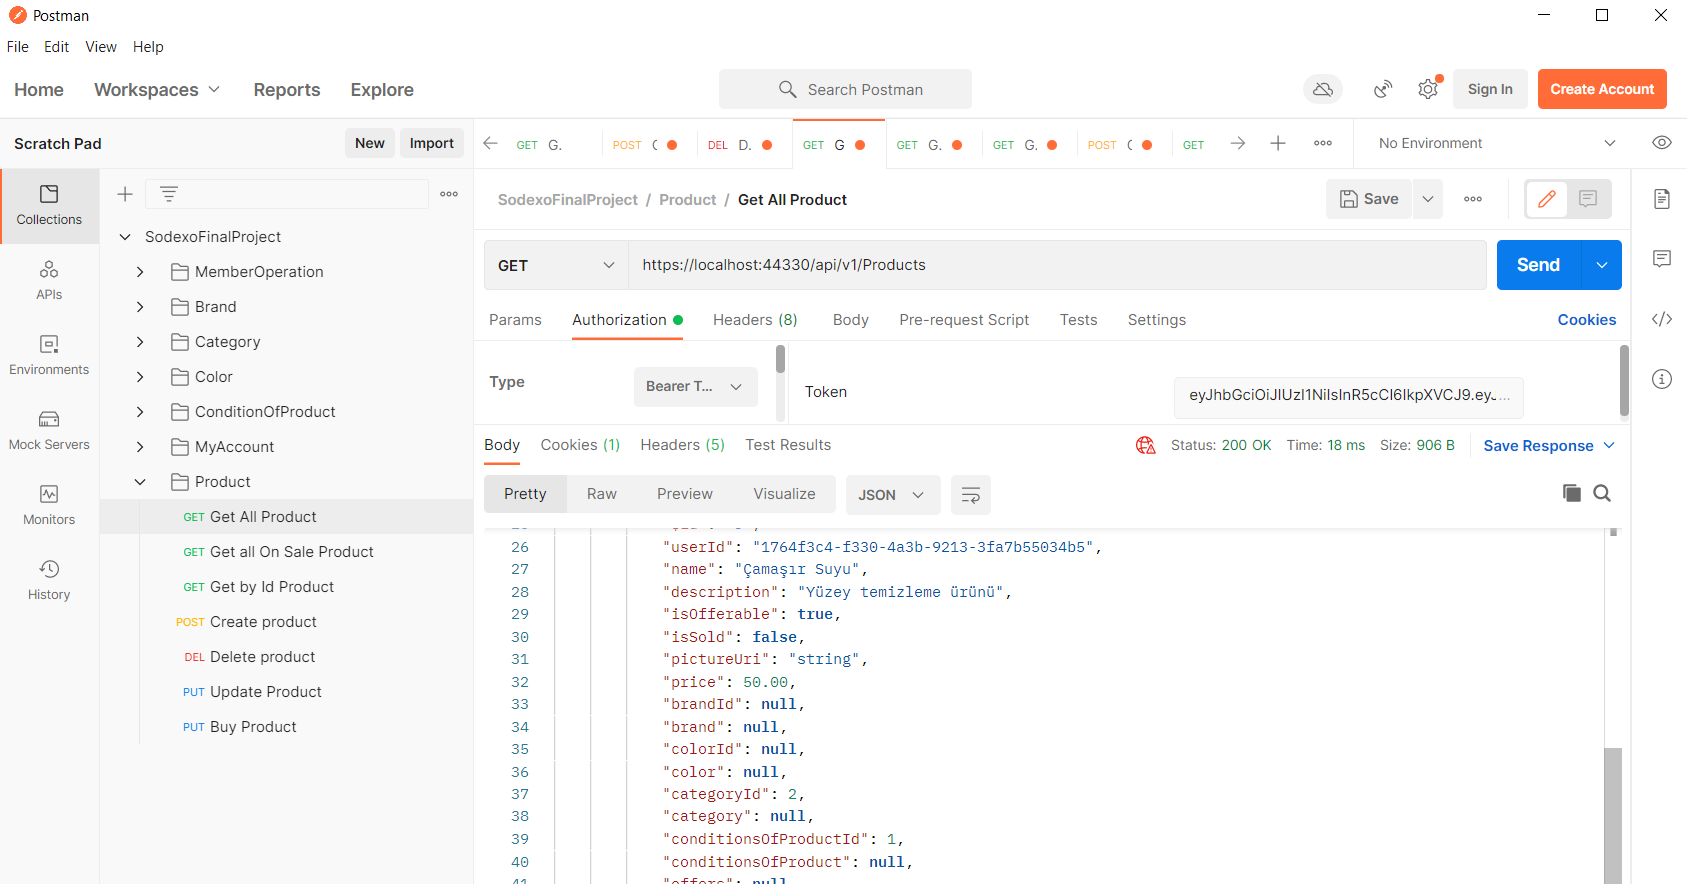 Postman
File Edit View Help
Home Workspaces Reports Explore Search Postman Sign In Create Account
Scratch Pad New Import GET G. POST DEL D. GET G GET G. GET G. POST GET No Environment
SodexoFinalProject / Product / Get All Product Save
Collections
APIs
Environments
Mock Servers
Monitors
History
SodexoFinalProject
MemberOperation
Brand
Category
Color
ConditionOfProduct
MyAccount
Product
GET Get All Product
GET Get all On Sale Product
GET Get by Id Product
POST Create product
DEL Delete product
PUT Update Product
PUT Buy Product
GET https://localhost:44330/api/v1/Products Send
Params Authorization Headers (8) Body Pre-request Script Tests Settings Cookies
Type Bearer T... Token
Body Cookies (1) Headers (5) Test Results Status: 200 OK Time: 18 ms Size: 906 B Save Response
Pretty Raw Preview Visualize JSON
26 "userId": "1764f3c4-f330-4a3b-9213-3fa7b55034b5",
27 "name": "Çamaşır Suyu",
28 "description": "Yüzey temizleme ürünü",
29 "isOfferable": true,
30 "isSold": false,
31 "pictureUri": "string",
32 "price": 50.00,
33 "brandId": null,
34 "brand": null,
35 "colorId": null,
36 "color": null,
37 "categoryId": 2,
38 "category": null,
39 "conditionsOfProductId": 1,
40 "conditionsOfProduct": null,